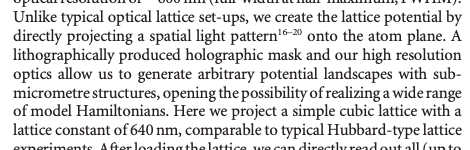 optical resolution of ~600 nm (full-width at half-maximum, FWHM).
Unlike typical optical lattice set-ups, we create the lattice potential by
directly projecting a spatial light pattern16–20 onto the atom plane. A
lithographically produced holographic mask and our high resolution
optics allow us to generate arbitrary potential landscapes with sub-
micrometre structures, opening the possibility of realizing a wide range
of model Hamiltonians. Here we project a simple cubic lattice with a
lattice constant of 640 nm, comparable to typical Hubbard-type lattice
experiments. After loading the lattice, we can directly read out all (up to